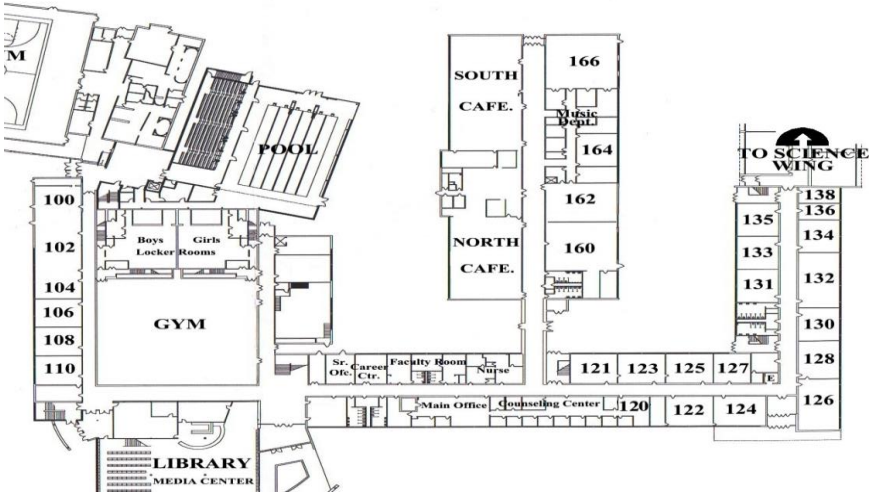 M
SOUTH
CAFE.
166
Music
Dept.
POOL
164
TO SCIENCE
WING
100
162
138
136
135
134
102
Boys
Girls
Locker Rooms
NORTH
CAFE.
160
133
132
104
131
106
GYM
130
108
110
Sr.
Ofc.
Career
Ctr.
Faculty Room
Nurse
121
123
125
127
E
128
126
Main Office
Counseling Center
120
122
124
LIBRARY
MEDIA CENTER